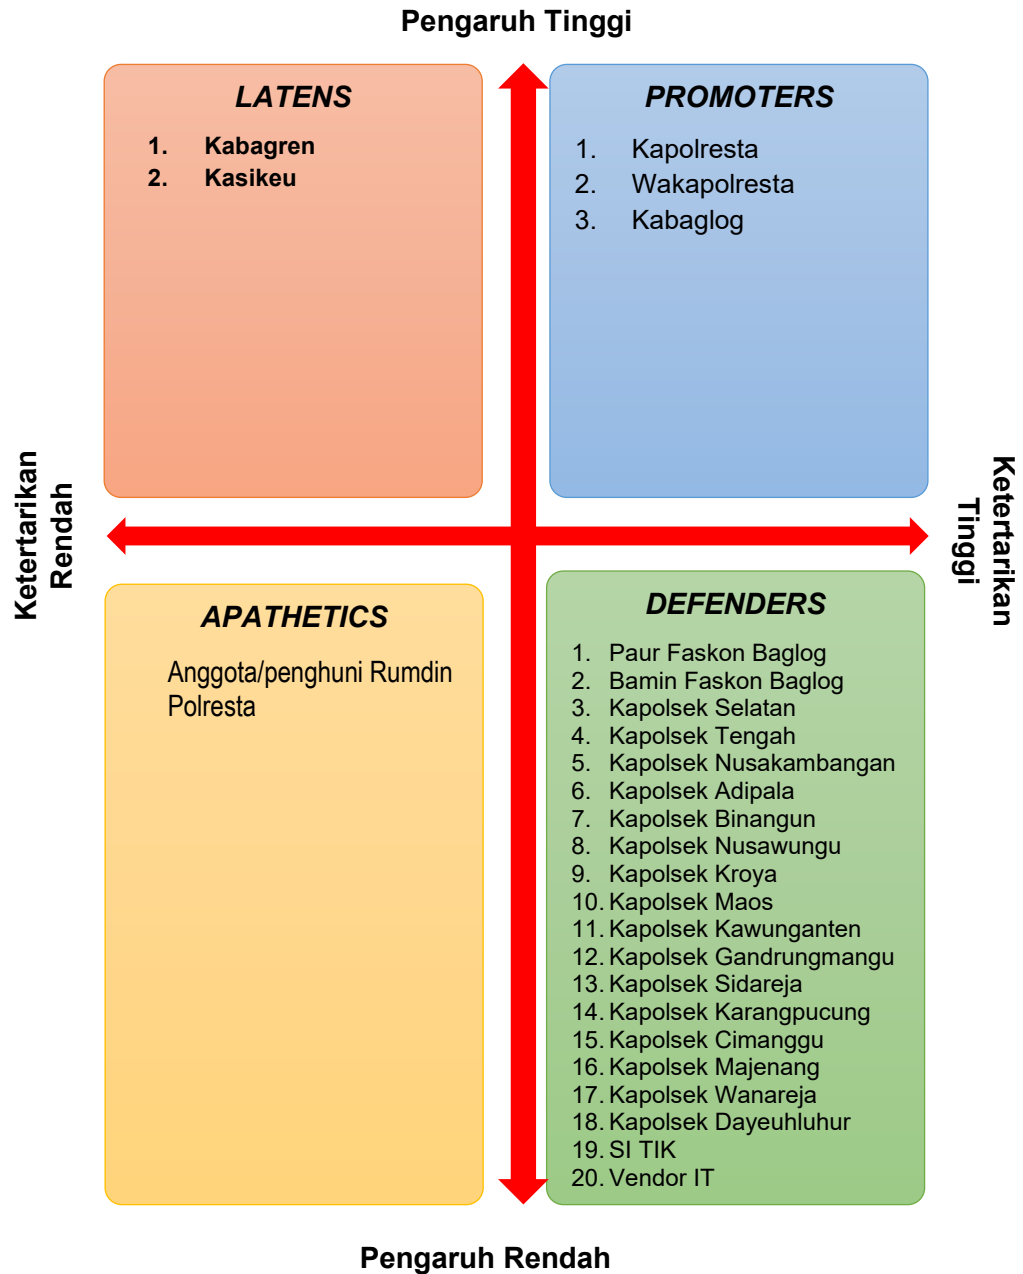 Pengaruh Tinggi
LATENS
1. Kabagren
2. Kasikeu
PROMOTERS
1. Kapolresta
2. Wakapolresta
3. Kabaglog
Ketertarikan
Rendah
Ketertarikan
Tinggi
APATHETICS
Anggota/penghuni Rumdin
Polresta
DEFENDERS
1. Paur Faskon Baglog
2. Bamin Faskon Baglog
3. Kapolsek Selatan
4. Kapolsek Tengah
5. Kapolsek Nusakambangan
6. Kapolsek Adipala
7. Kapolsek Binangun
8. Kapolsek Nusawungu
9. Kapolsek Kroya
10. Kapolsek Maos
11. Kapolsek Kawunganten
12. Kapolsek Gandrungmangu
13. Kapolsek Sidareja
14. Kapolsek Karangpucung
15. Kapolsek Cimanggu
16. Kapolsek Majenang
17. Kapolsek Wanareja
18. Kapolsek Dayeuhluhur
19. SI TIK
20. Vendor IT
Pengaruh Rendah